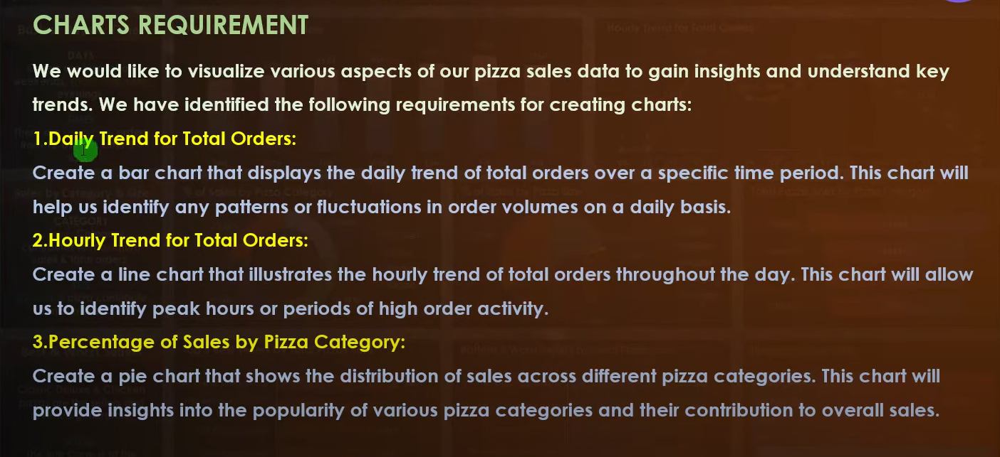 CHARTS REQUIREMENT
We would like to visualize various aspects of our pizza sales data to gain insights and understand key
trends. We have identified the following requirements for creating charts:
1.Daily Trend for Total Orders:
Create a bar chart that displays the daily trend of total orders over a specific time period. This chart will
help us identify any patterns or fluctuations in order volumes on a daily basis.
2.Hourly Trend for Total Orders:
Create a line chart that illustrates the hourly trend of total orders throughout the day. This chart will allow
us to identify peak hours or periods of high order activity.
3.Percentage of Sales by Pizza Category:
Create a pie chart that shows the distribution of sales across different pizza categories. This chart will
provide insights into the popularity of various pizza categories and their contribution to overall sales.